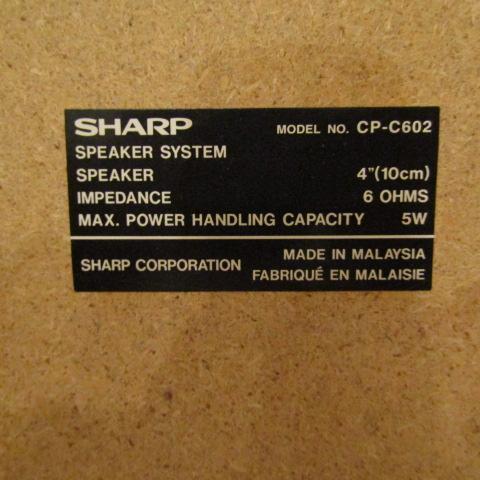 SHARP MODEL NO. CP-C602
SPEAKER SYSTEM
SPEAKER 4"(10cm)
IMPEDANCE 6 OHMS
MAX. POWER HANDLING CAPACITY 5W
SHARP CORPORATION MADE IN MALAYSIA
FABRIQUÉ EN MALAISIE